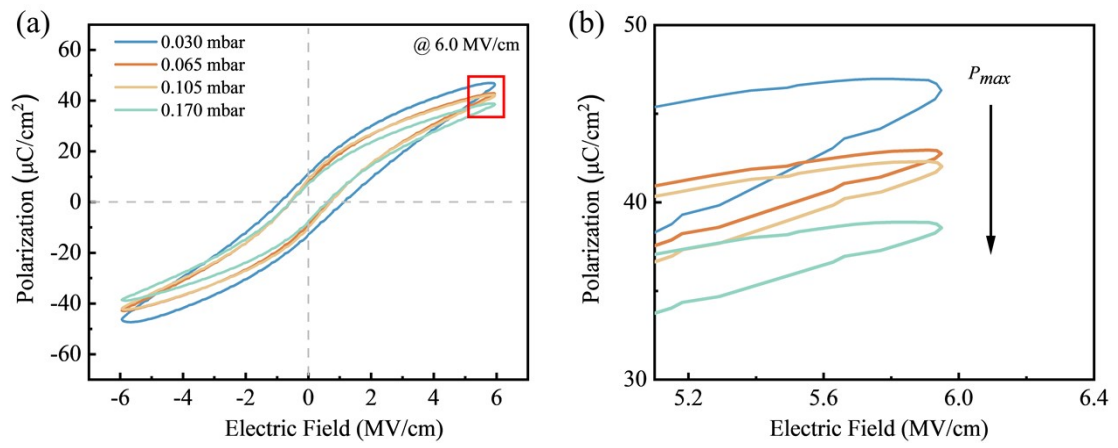 (a)
0.030 mbar
0.065 mbar
0.105 mbar
0.170 mbar
@ 6.0 MV/cm
60
40
20
0
-20
-40
-60
Polarization (μC/cm²)
-6 -4 -2 0 2 4 6
Electric Field (MV/cm)
(b)
50
40
30
Polarization (μC/cm²)
Pmax
5.2 5.6 6.0 6.4
Electric Field (MV/cm)